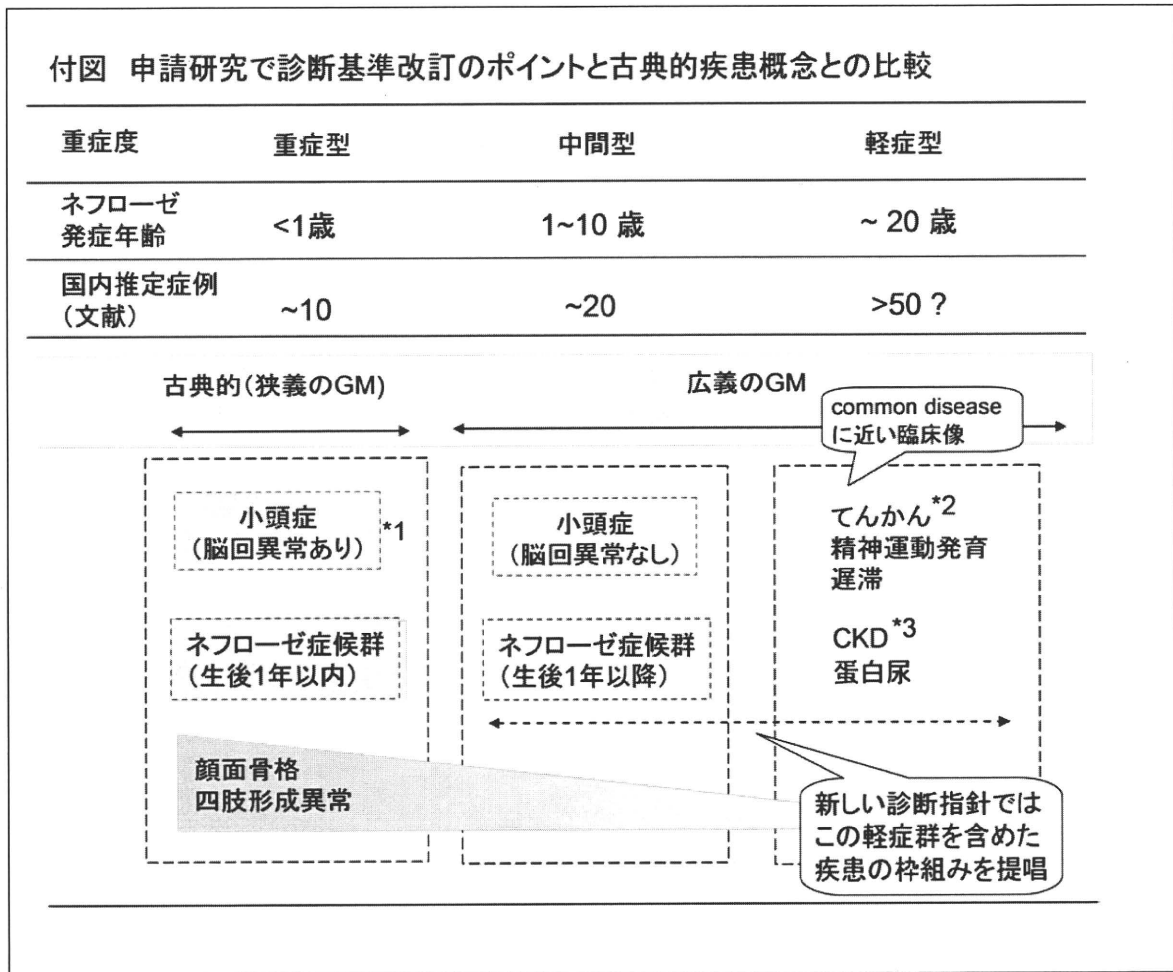 付図 申請研究で診断基準改訂のポイントと古典的疾患概念との比較
重症度 重症型 中間型 軽症型
ネフローゼ
発症年齢 <1歳 1~10 歳 ~ 20 歳
国内推定症例
(文献) ~10 ~20 >50 ?
古典的(狭義のGM) 広義のGM
common disease
に近い臨床像
小頭症
(脳回異常あり) *1
小頭症
(脳回異常なし)
てんかん*2
精神運動発育
遅滞
ネフローゼ症候群
(生後1年以内)
ネフローゼ症候群
(生後1年以降)
CKD*3
蛋白尿
顔面骨格
四肢形成異常
新しい診断指針では
この軽症群を含めた
疾患の枠組みを提唱